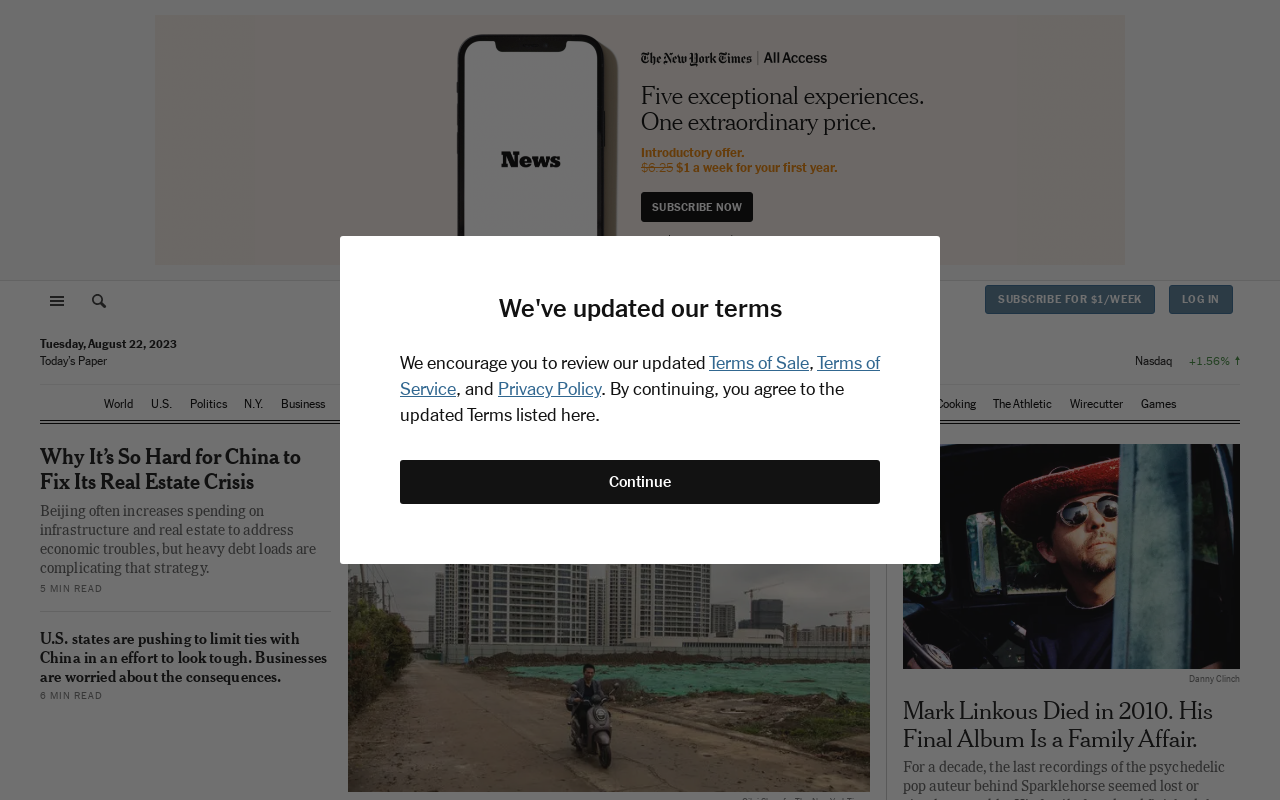 The New York Times | All Access
Five exceptional experiences.
One extraordinary price.
Introductory offer.
$6.25 $1 a week for your first year.
News
SUBSCRIBE NOW
SUBSCRIBE FOR $1/WEEK
LOG IN
We've updated our terms
We encourage you to review our updated Terms of Sale, Terms of
Service, and Privacy Policy. By continuing, you agree to the
updated Terms listed here.
Continue
Tuesday, August 22, 2023
Today's Paper
Nasdaq +1.56% ↑
World U.S. Politics N.Y. Business
Cooking The Athletic Wirecutter Games
Why It’s So Hard for China to
Fix Its Real Estate Crisis
Beijing often increases spending on
infrastructure and real estate to address
economic troubles, but heavy debt loads are
complicating that strategy.
5 MIN READ
U.S. states are pushing to limit ties with
China in an effort to look tough. Businesses
are worried about the consequences.
6 MIN READ
Danny Clinch
Mark Linkous Died in 2010. His
Final Album Is a Family Affair.
For a decade, the last recordings of the psychedelic
pop auteur behind Sparklehorse seemed lost or